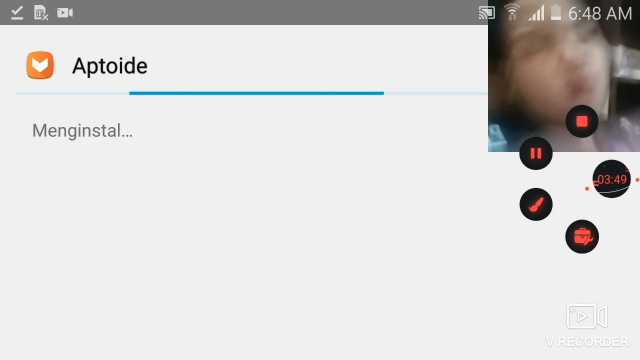 6:48 AM
Aptoide
Menginstal...
03:49
V RECORDER